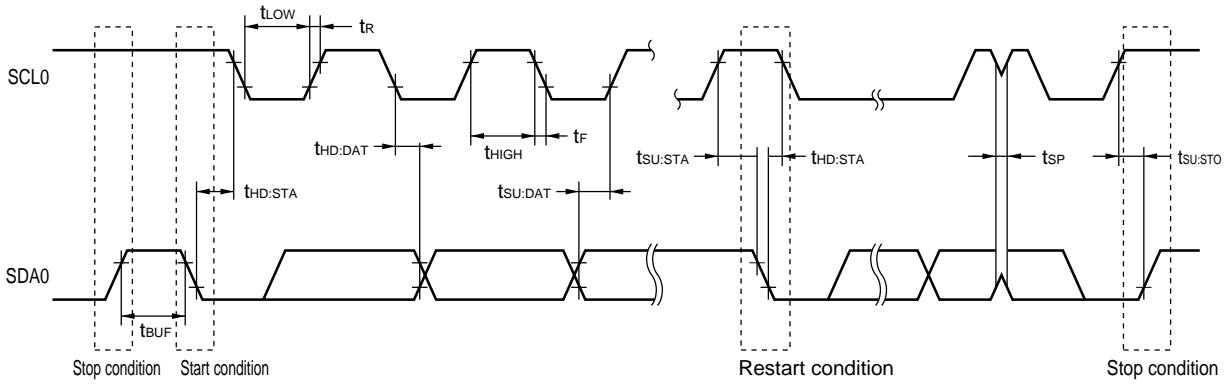 tLOW
tR
SCL0
tHD:DAT
tHIGH
tF
tSU:STA
tHD:STA
tSP
tSU:STO
tHD:STA
tSU:DAT
SDA0
tBUF
Stop condition
Start condition
Restart condition
Stop condition